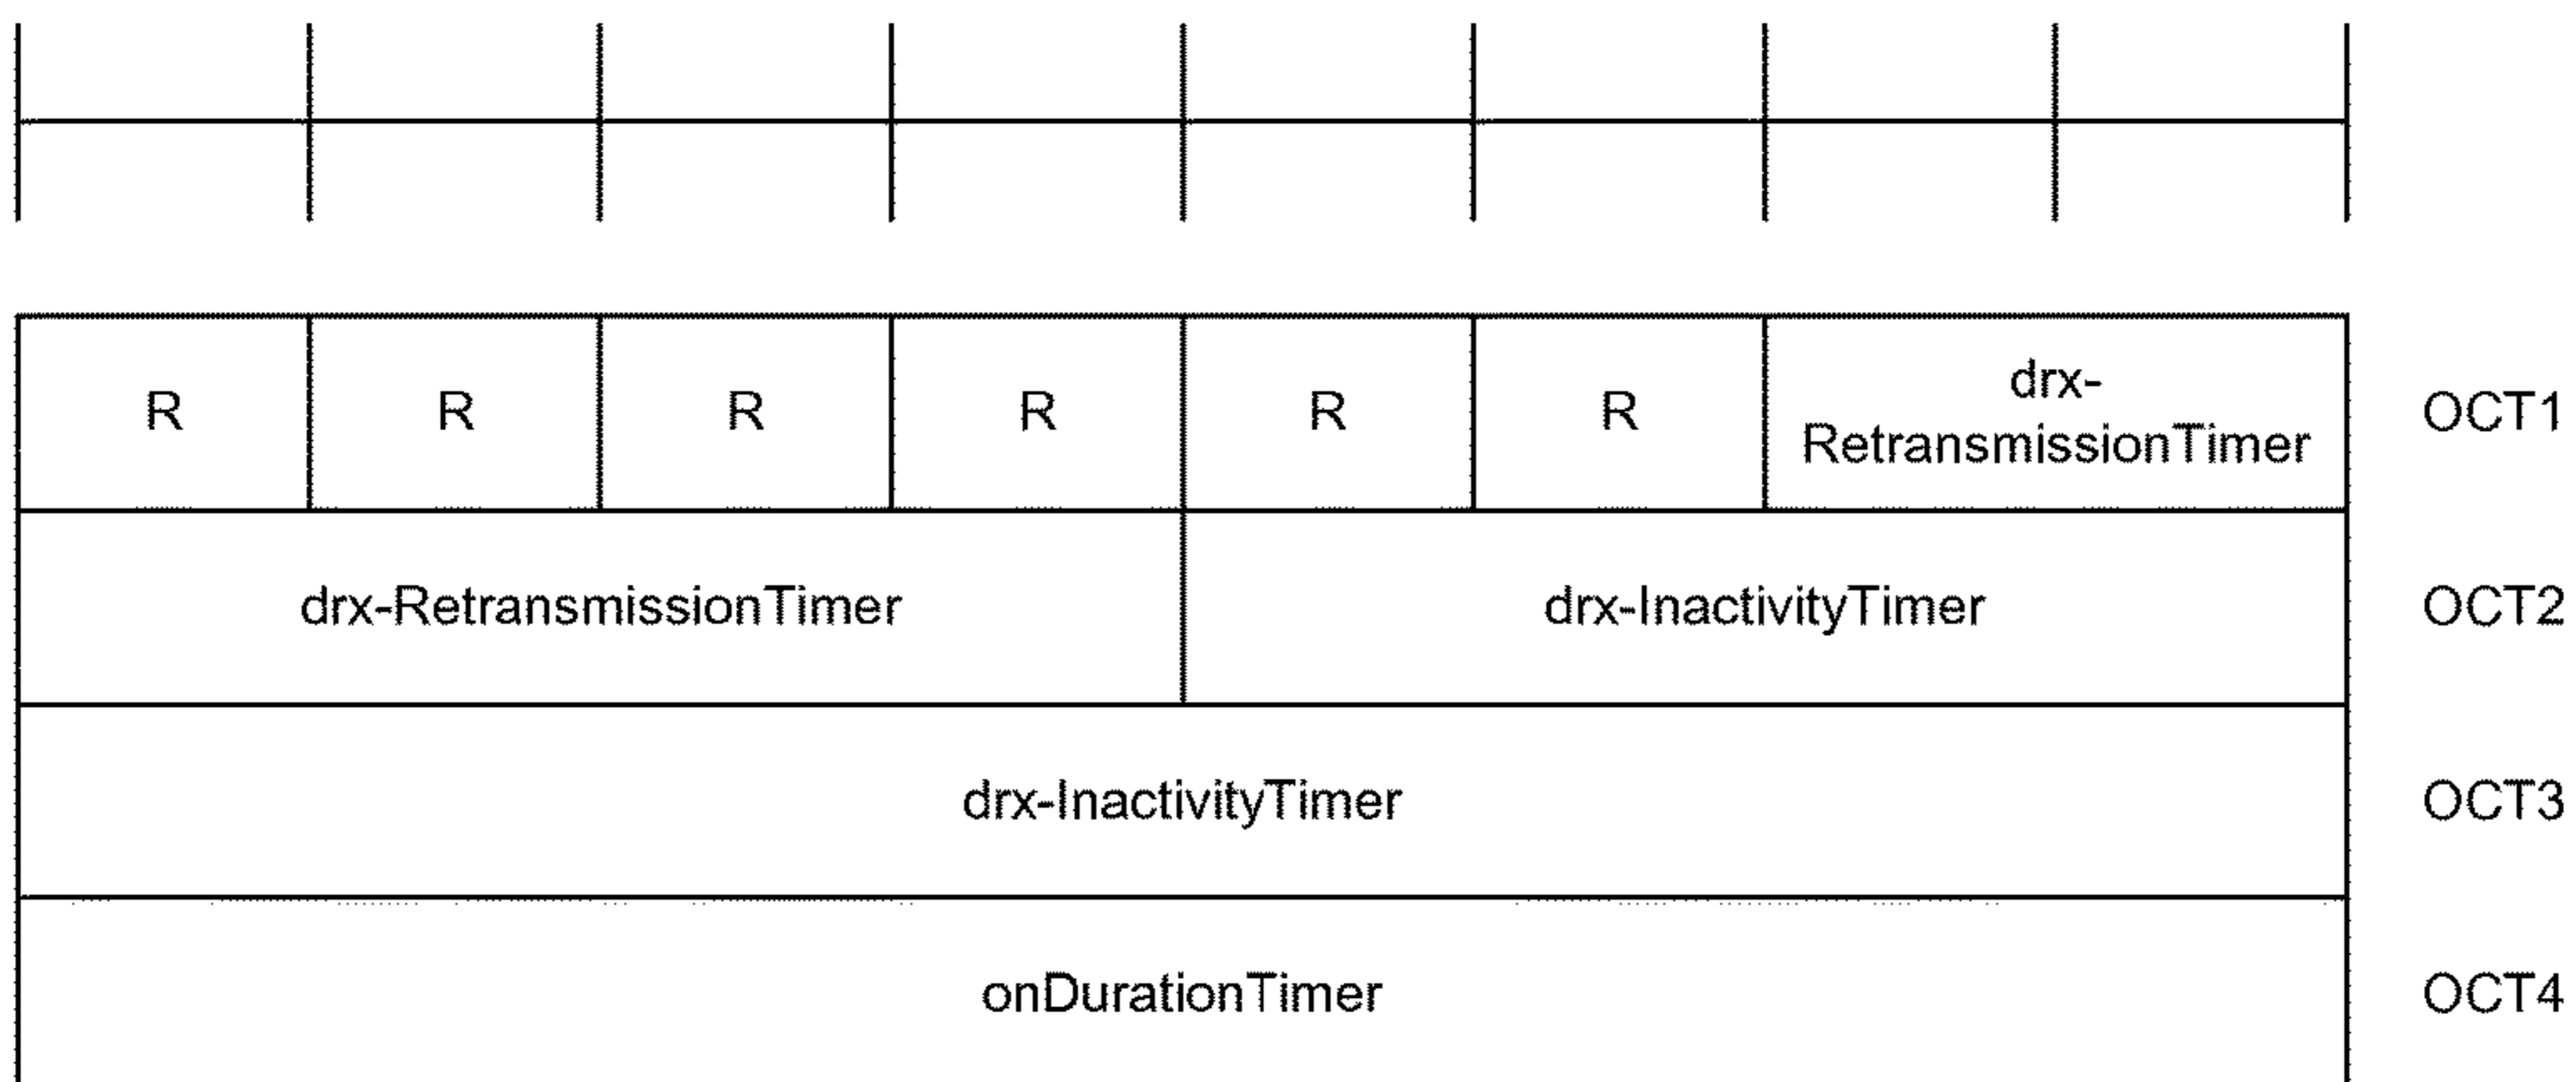 R R R R R R drx-
RetransmissionTimer OCT1
drx-RetransmissionTimer drx-InactivityTimer OCT2
drx-InactivityTimer OCT3
onDurationTimer OCT4